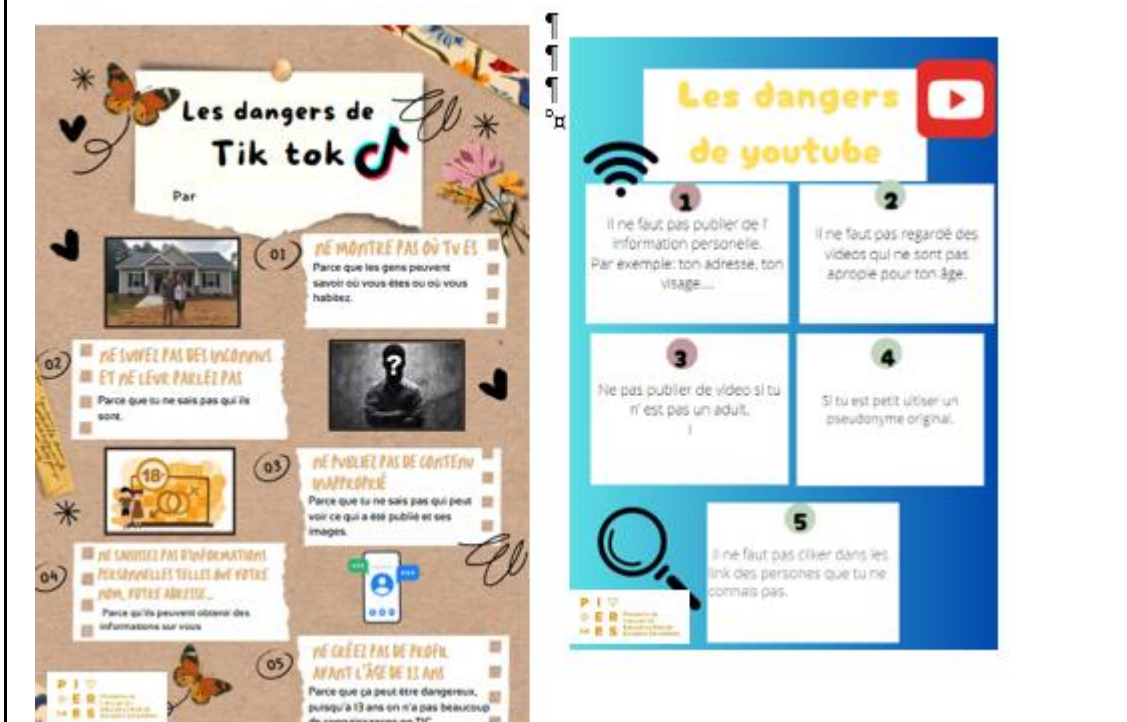 Les dangers de
Tik tok
Par
01
NE MONTRE PAS OÙ TU ES
Parce que les gens peuvent
savoir où vous êtes ou où vous
habitez.
02
NE SUIVEZ PAS DES INCONNUS
ET NE LEUR PARLEZ PAS
Parce que tu ne sais pas qui ils
sont.
?
18+
03
NE PUBLIEZ PAS DE CONTENU
INAPPROPRIÉ
Parce que tu ne sais pas qui peut
voir ce qui a été publié et ses
images.
04
NE SAISISSEZ PAS D'INFORMATIONS
PERSONNELLES TELLES QUE VOTRE
NOM, VOTRE ADRESSE...
Parce qu'ils peuvent obtenir des
informations sur vous
05
NE CRÉEZ PAS DE PROFIL
AVANT L'ÂGE DE 13 ANS
Parce que ça peut être dangereux,
puisqu'à 13 ans on n'a pas beaucoup
de connaissances en TIC
P I
E R
R S
¶
¶
¶
Les dangers
de youtube
1
Il ne faut pas publier de l'
information personelle.
Par exemple: ton adresse, ton
visage....
2
Il ne faut pas regardé des
videos qui ne sont pas
apropie pour ton âge.
3
Ne pas publier de video si tu
n' est pas un adult.
4
Si tu est petit ultiser un
pseudonyme original.
5
Il ne faut pas cliker dans les
link des persones que tu ne
connais pas.
P I
E R
R S